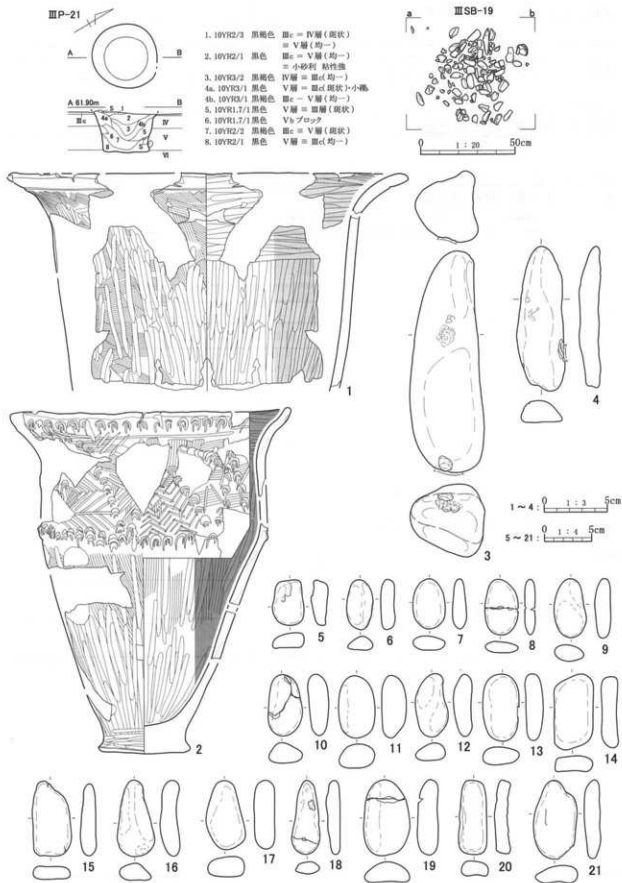 ⅢP-21
A B
A 61.90m B
Ⅲc Ⅳ Ⅴ Ⅵ
1. 10YR2/3 黒褐色 Ⅲc = Ⅳ層(斑状)
≡ Ⅴ層(均一)
2. 10YR2/1 黒色 Ⅲc = Ⅴ層(均一)
= 小砂利 粘性強
3. 10YR3/2 黒褐色 Ⅳ層 ≡ Ⅲc(均一)
4a. 10YR3/1 黒色 Ⅴ層 = Ⅲc(斑状)・小礫
4b. 10YR3/1 黒褐色 Ⅲc - Ⅴ層(均一)
5. 10YR1.7/1 黒色 Ⅴ層 = Ⅲ層(斑状)
6. 10YR1.7/1 黒色 Ⅴbブロック
7. 10YR2/2 黒褐色 Ⅲc ≡ Ⅴ層(斑状)
8. 10YR2/1 黒色 Ⅴ層 ≡ Ⅲc(均一)
ⅢSB-19
a b
0 1:20 50cm
1
2
3
4
1～4: 0 1:3 5cm
5～21: 0 1:4 5cm
5 6 7 8 9
10 11 12 13 14
15 16 17 18 19 20 21